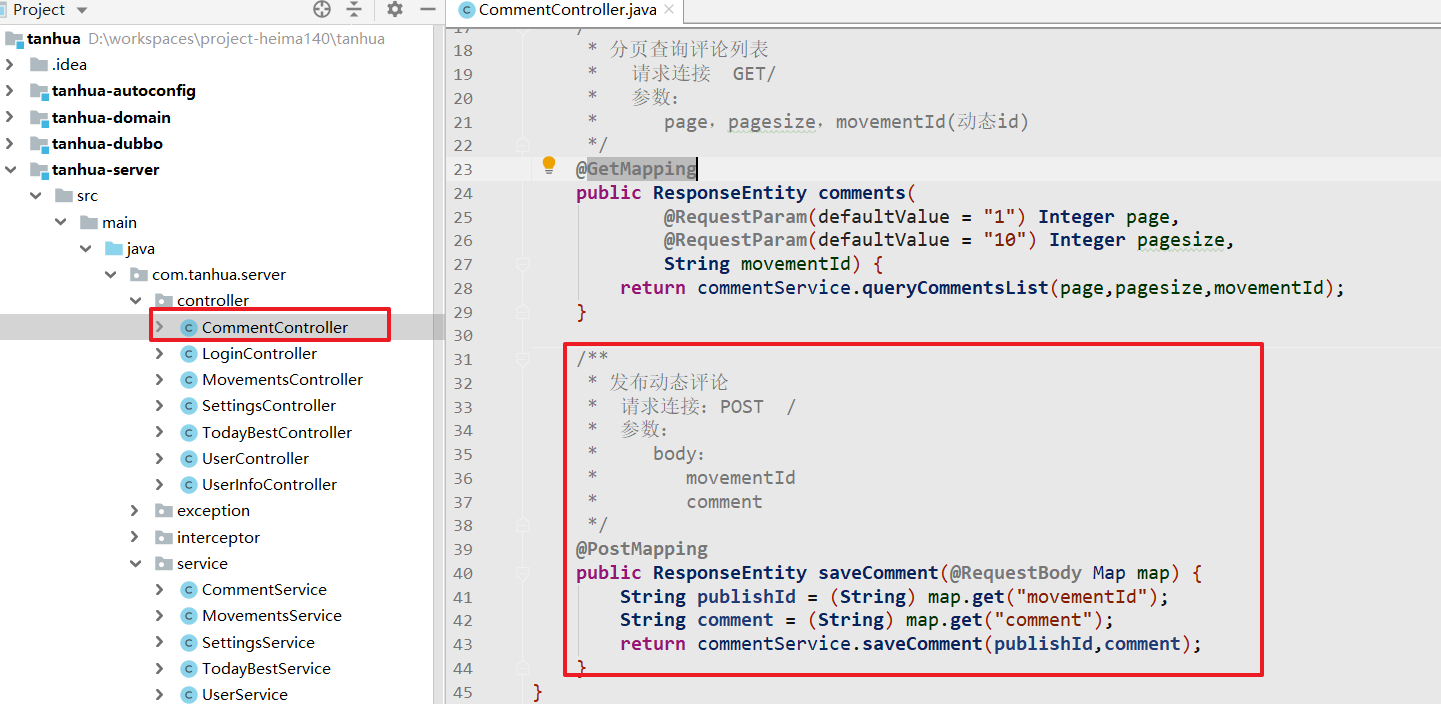 Project
tanhua D:\workspaces\project-heima140\tanhua
.idea
tanhua-autoconfig
tanhua-domain
tanhua-dubbo
tanhua-server
src
main
java
com.tanhua.server
controller
CommentController
LoginController
MovementsController
SettingsController
TodayBestController
UserController
UserInfoController
exception
interceptor
service
CommentService
MovementsService
SettingsService
TodayBestService
UserService
CommentController.java
17 /
18 * 分页查询评论列表
19 * 请求连接 GET/
20 * 参数:
21 * page，pagesize，movementId(动态id)
22 */
23 @GetMapping
24 public ResponseEntity comments(
25 @RequestParam(defaultValue = "1") Integer page,
26 @RequestParam(defaultValue = "10") Integer pagesize,
27 String movementId) {
28 return commentService.queryCommentsList(page,pagesize,movementId);
29 }
30
31 /**
32 * 发布动态评论
33 * 请求连接：POST /
34 * 参数：
35 * body：
36 * movementId
37 * comment
38 */
39 @PostMapping
40 public ResponseEntity saveComment(@RequestBody Map map) {
41 String publishId = (String) map.get("movementId");
42 String comment = (String) map.get("comment");
43 return commentService.saveComment(publishId,comment);
44 }
45 }